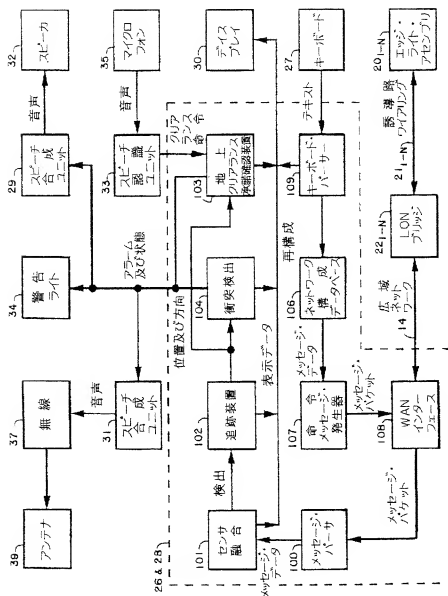 32
スピーカ
35
マイクロフォン
30
ディスプレイ
27
キーボード
20₁₋N
エッジ・ライト・アセンブリ
音声
音声
テキスト
誘導路ワイアリング
21₁₋N
29
スピーチ合成ユニット
33
スピーチ認識ユニット
クリアランス命令
103
地上クリアランス承諾確認装置
109
キーボード・パーサー
22₁₋N
LONブリッジ
34
警告ライト
アラーム及び状態
位置及び方向
104
衝突検出
再構成
106
ネットワーク構成データベース
広域ネットワーク
14
37
無線
音声
31
スピーチ合成ユニット
102
追跡装置
表示データ
メッセージ・データ
107
命令メッセージ発生器
メッセージ・パケット
108
WANインターフェース
39
アンテナ
検出
26 & 28
101
センサ融合
メッセージ・データ
100
メッセージ・パーサ
メッセージ・パケット